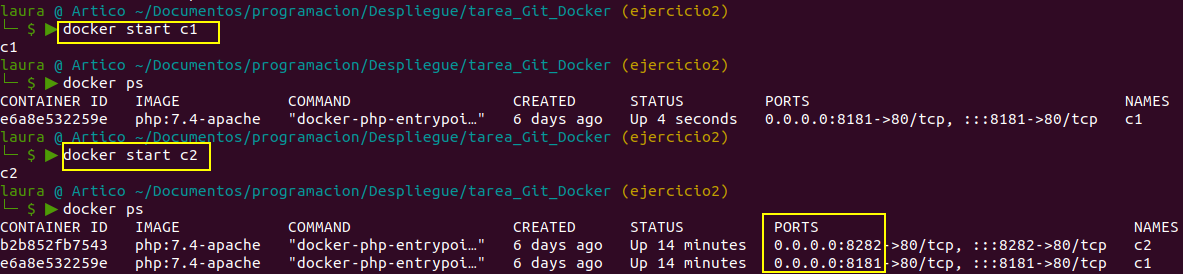 laura @ Artico ~/Documentos/programacion/Despliegue/tarea_Git_Docker (ejercicio2)
└─ $ ▶ docker start c1
c1
laura @ Artico ~/Documentos/programacion/Despliegue/tarea_Git_Docker (ejercicio2)
└─ $ ▶ docker ps
CONTAINER ID   IMAGE            COMMAND                  CREATED      STATUS         PORTS                                   NAMES
e6a8e532259e   php:7.4-apache   "docker-php-entrypoi…"   6 days ago   Up 4 seconds   0.0.0.0:8181->80/tcp, :::8181->80/tcp   c1
laura @ Artico ~/Documentos/programacion/Despliegue/tarea_Git_Docker (ejercicio2)
└─ $ ▶ docker start c2
c2
laura @ Artico ~/Documentos/programacion/Despliegue/tarea_Git_Docker (ejercicio2)
└─ $ ▶ docker ps
CONTAINER ID   IMAGE            COMMAND                  CREATED      STATUS          PORTS                                   NAMES
b2b852fb7543   php:7.4-apache   "docker-php-entrypoi…"   6 days ago   Up 14 minutes   0.0.0.0:8282->80/tcp, :::8282->80/tcp   c2
e6a8e532259e   php:7.4-apache   "docker-php-entrypoi…"   6 days ago   Up 14 minutes   0.0.0.0:8181->80/tcp, :::8181->80/tcp   c1